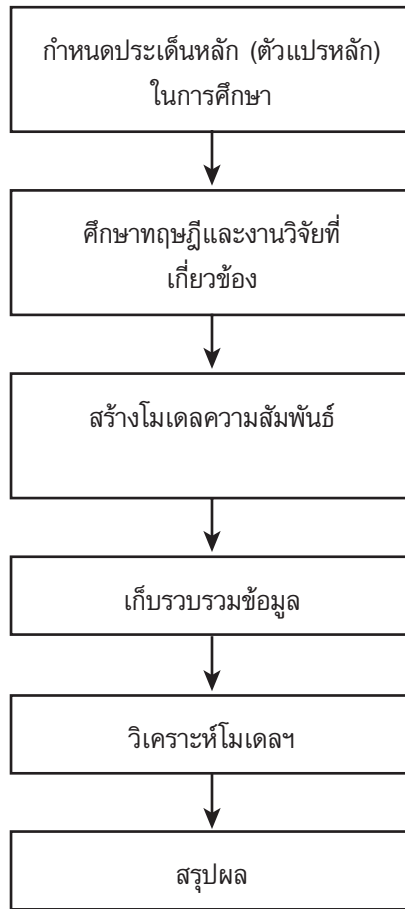 กำหนดประเด็นหลัก (ตัวแปรหลัก)
ในการศึกษา
ศึกษาทฤษฎีและงานวิจัยที่
เกี่ยวข้อง
สร้างโมเดลความสัมพันธ์
เก็บรวบรวมข้อมูล
วิเคราะห์โมเดลฯ
สรุปผล